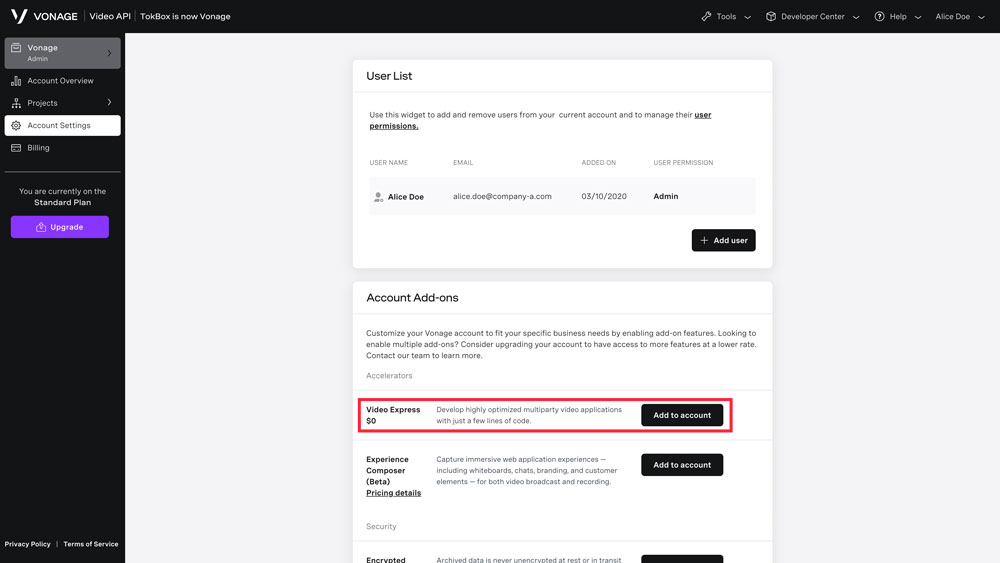 VONAGE | Video API | TokBox is now Vonage
Tools
Developer Center
Help
Alice Doe
Vonage
Admin
Account Overview
Projects
Account Settings
Billing
You are currently on the
Standard Plan
Upgrade
Privacy Policy | Terms of Service
User List
Use this widget to add and remove users from your current account and to manage their user
permissions.
USER NAME EMAIL ADDED ON USER PERMISSION
Alice Doe alice.doe@company-a.com 03/10/2020 Admin
+ Add user
Account Add-ons
Customize your Vonage account to fit your specific business needs by enabling add-on features. Looking to
enable multiple add-ons? Consider upgrading your account to have access to more features at a lower rate.
Contact our team to learn more.
Accelerators
Video Express
$0
Develop highly optimized multiparty video applications
with just a few lines of code.
Add to account
Experience
Composer
(Beta)
Pricing details
Capture immersive web application experiences —
including whiteboards, chats, branding, and customer
elements — for both video broadcast and recording.
Add to account
Security
Encrypted
Archived data is never unencrypted at rest or in transit